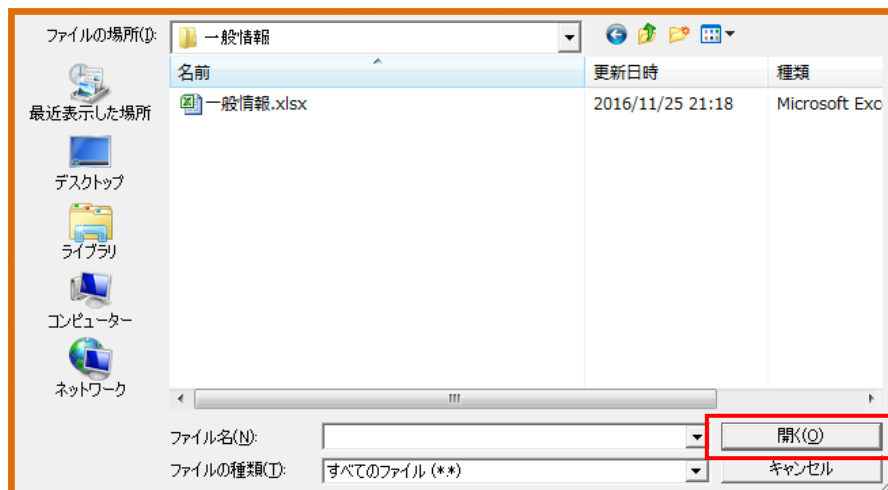 ファイルの場所(I):
一般情報
名前
更新日時
種類
一般情報.xlsx
2016/11/25 21:18
Microsoft Exc
最近表示した場所
デスクトップ
ライブラリ
コンピューター
ネットワーク
ファイル名(N):
開く(O)
ファイルの種類(T):
すべてのファイル (*.*)
キャンセル